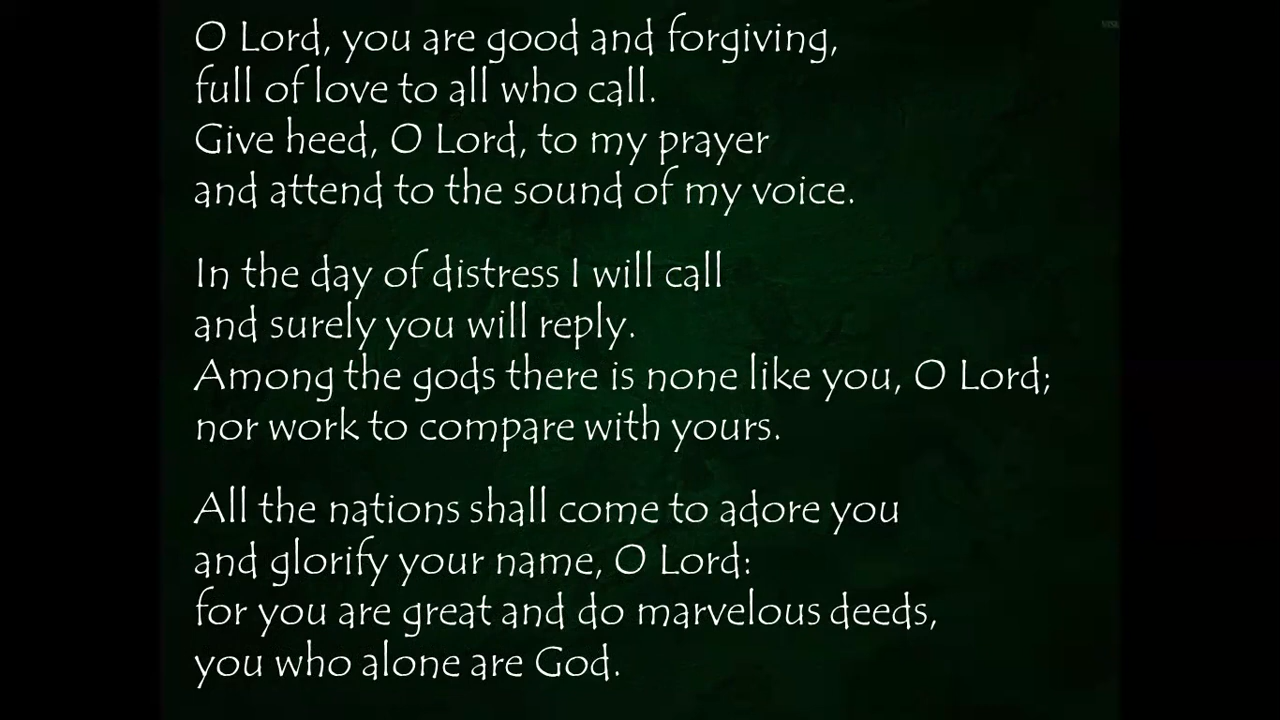 O Lord, you are good and forgiving,
full of love to all who call.
Give heed, O Lord, to my prayer
and attend to the sound of my voice.
In the day of distress I will call
and surely you will reply.
Among the gods there is none like you, O Lord;
nor work to compare with yours.
All the nations shall come to adore you
and glorify your name, O Lord:
for you are great and do marvelous deeds,
you who alone are God.